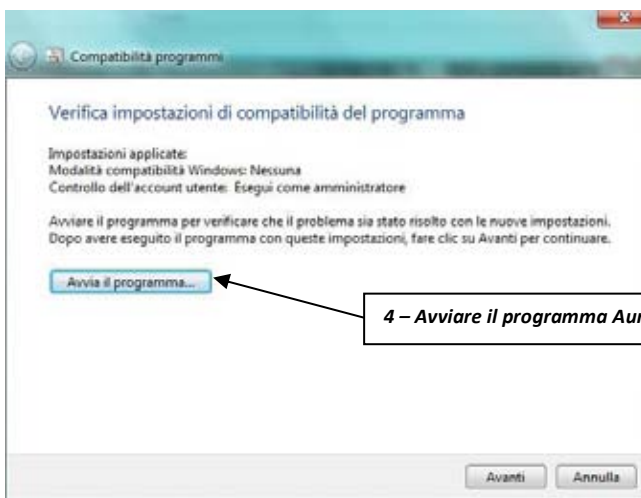 Compatibilità programmi
Verifica impostazioni di compatibilità del programma
Impostazioni applicate:
Modalità compatibilità Windows: Nessuna
Controllo dell'account utente: Esegui come amministratore
Avviare il programma per verificare che il problema sia stato risolto con le nuove impostazioni.
Dopo avere eseguito il programma con queste impostazioni, fare clic su Avanti per continuare.
Avvia il programma...
4 – Avviare il programma
Avanti
Annulla